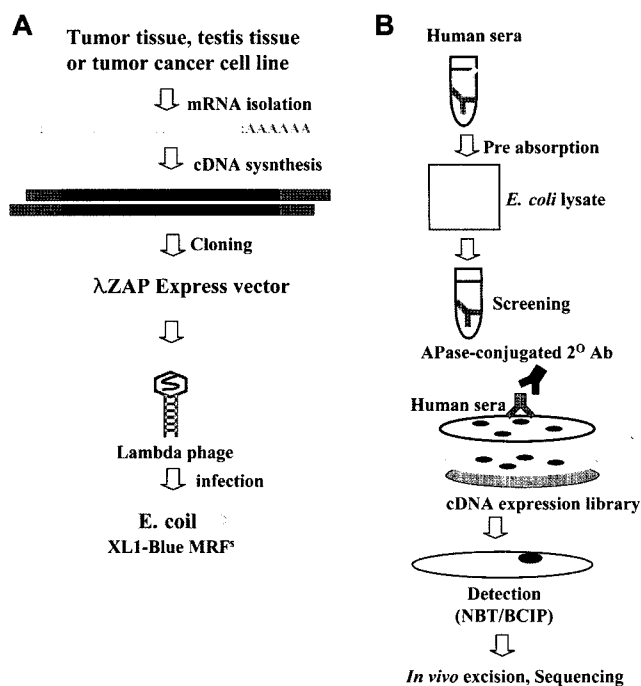 A
Tumor tissue, testis tissue
or tumor cancer cell line
mRNA isolation
:AAAAAA
cDNA sysnthesis
Cloning
λZAP Express vector
Lambda phage
infection
E. coil
XL1-Blue MRFˢ
B
Human sera
Pre absorption
E. coli lysate
Screening
APase-conjugated 2ᴼ Ab
Human sera
cDNA expression library
Detection
(NBT/BCIP)
In vivo excision, Sequencing